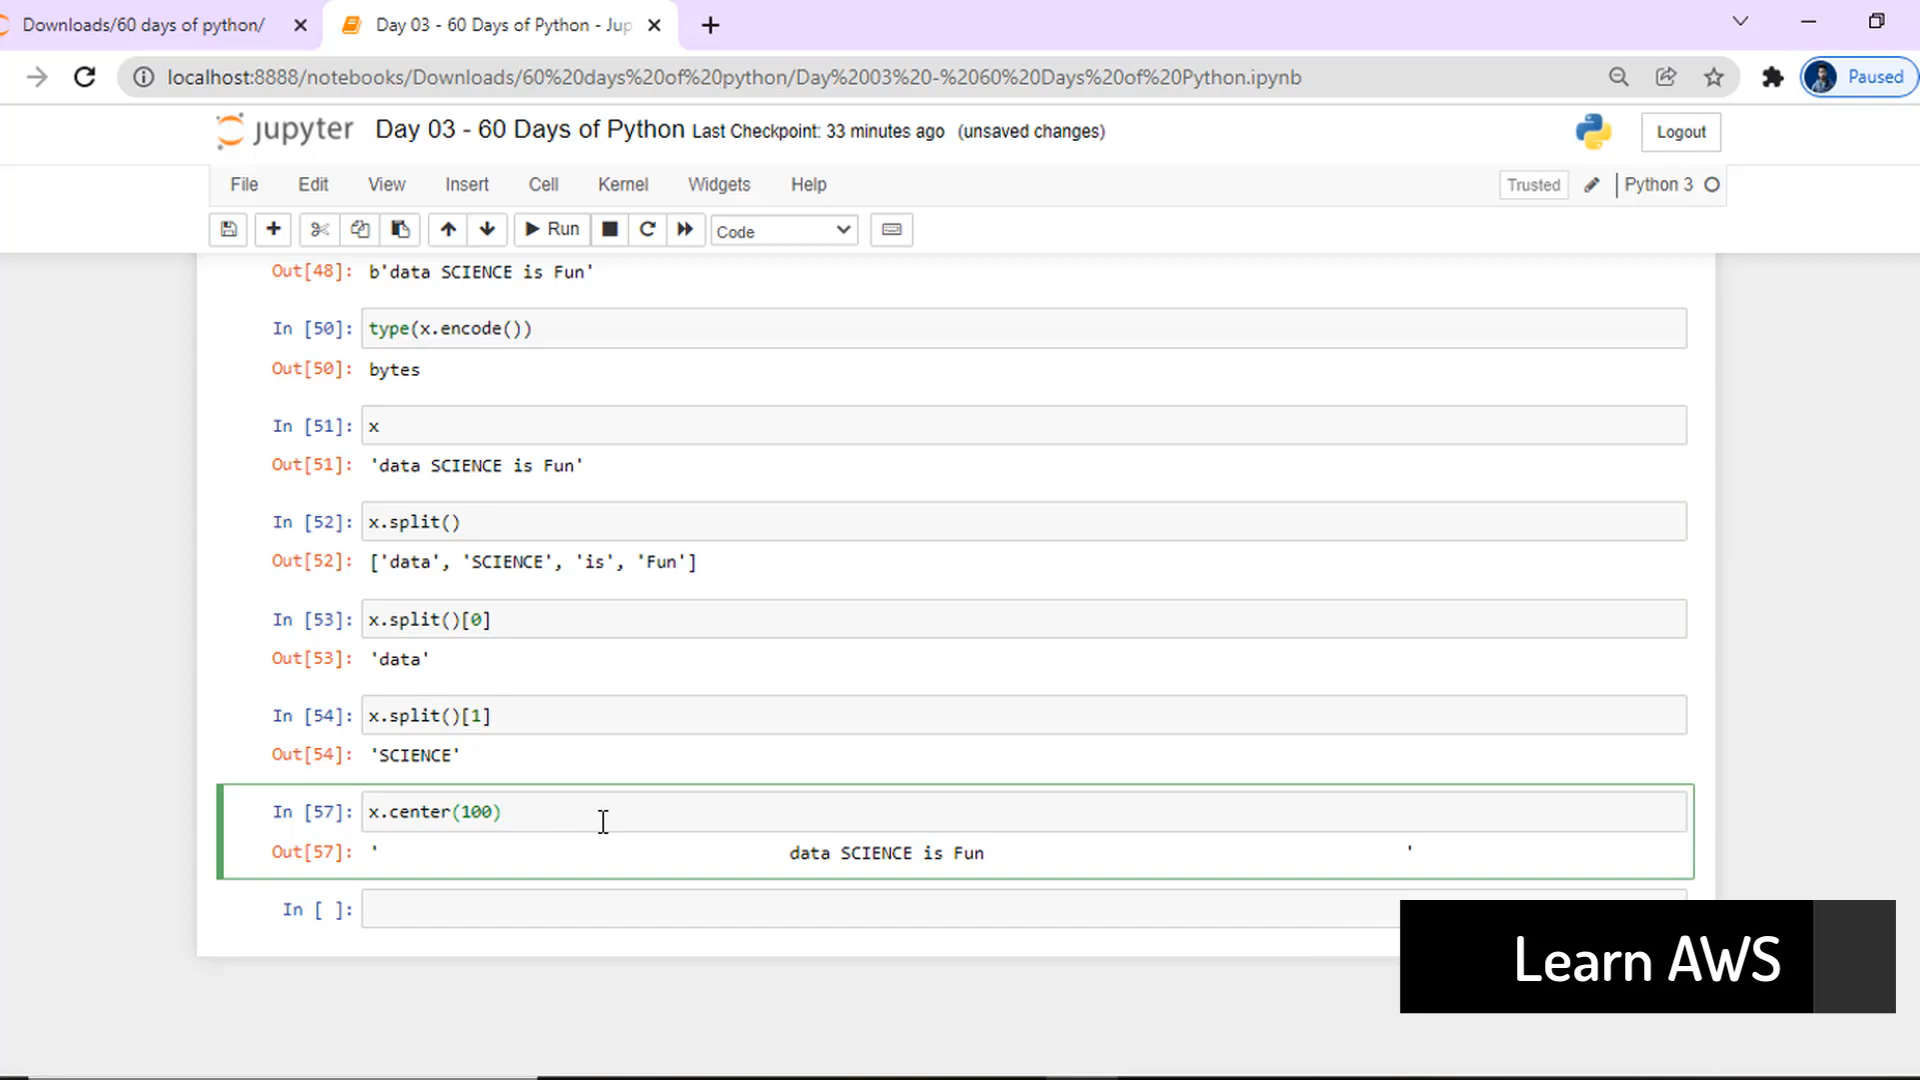 Downloads/60 days of python/
Day 03 - 60 Days of Python - Jup
localhost:8888/notebooks/Downloads/60%20days%20of%20python/Day%2003%20-%2060%20Days%20of%20Python.ipynb
Paused
jupyter Day 03 - 60 Days of Python Last Checkpoint: 33 minutes ago (unsaved changes)
Logout
File Edit View Insert Cell Kernel Widgets Help
Trusted
Python 3
Run
Code
Out[48]: b'data SCIENCE is Fun'
In [50]: type(x.encode())
Out[50]: bytes
In [51]: x
Out[51]: 'data SCIENCE is Fun'
In [52]: x.split()
Out[52]: ['data', 'SCIENCE', 'is', 'Fun']
In [53]: x.split()[0]
Out[53]: 'data'
In [54]: x.split()[1]
Out[54]: 'SCIENCE'
In [57]: x.center(100)
Out[57]: '                                        data SCIENCE is Fun                                         '
In [ ]:
Learn AWS